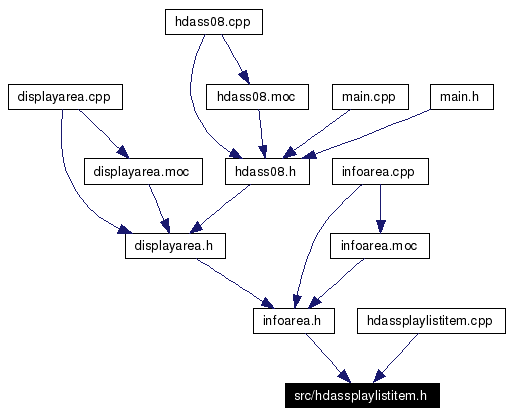 hdass08.cpp
displayarea.cpp
hdass08.moc
main.cpp
main.h
displayarea.moc
hdass08.h
infoarea.cpp
displayarea.h
infoarea.moc
infoarea.h
hdassplaylistitem.cpp
src/hdassplaylistitem.h